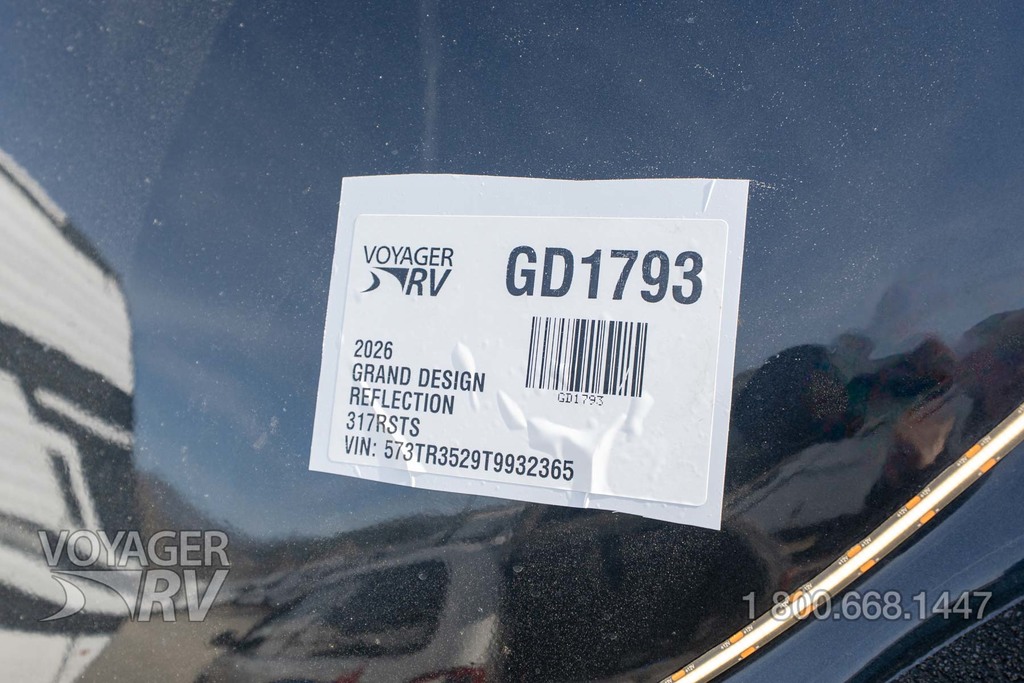 VOYAGER
RV
GD1793
GD1793
2026
GRAND DESIGN
REFLECTION
317RSTS
VIN: 573TR3529T9932365
VOYAGER
RV
1 800.668.1447